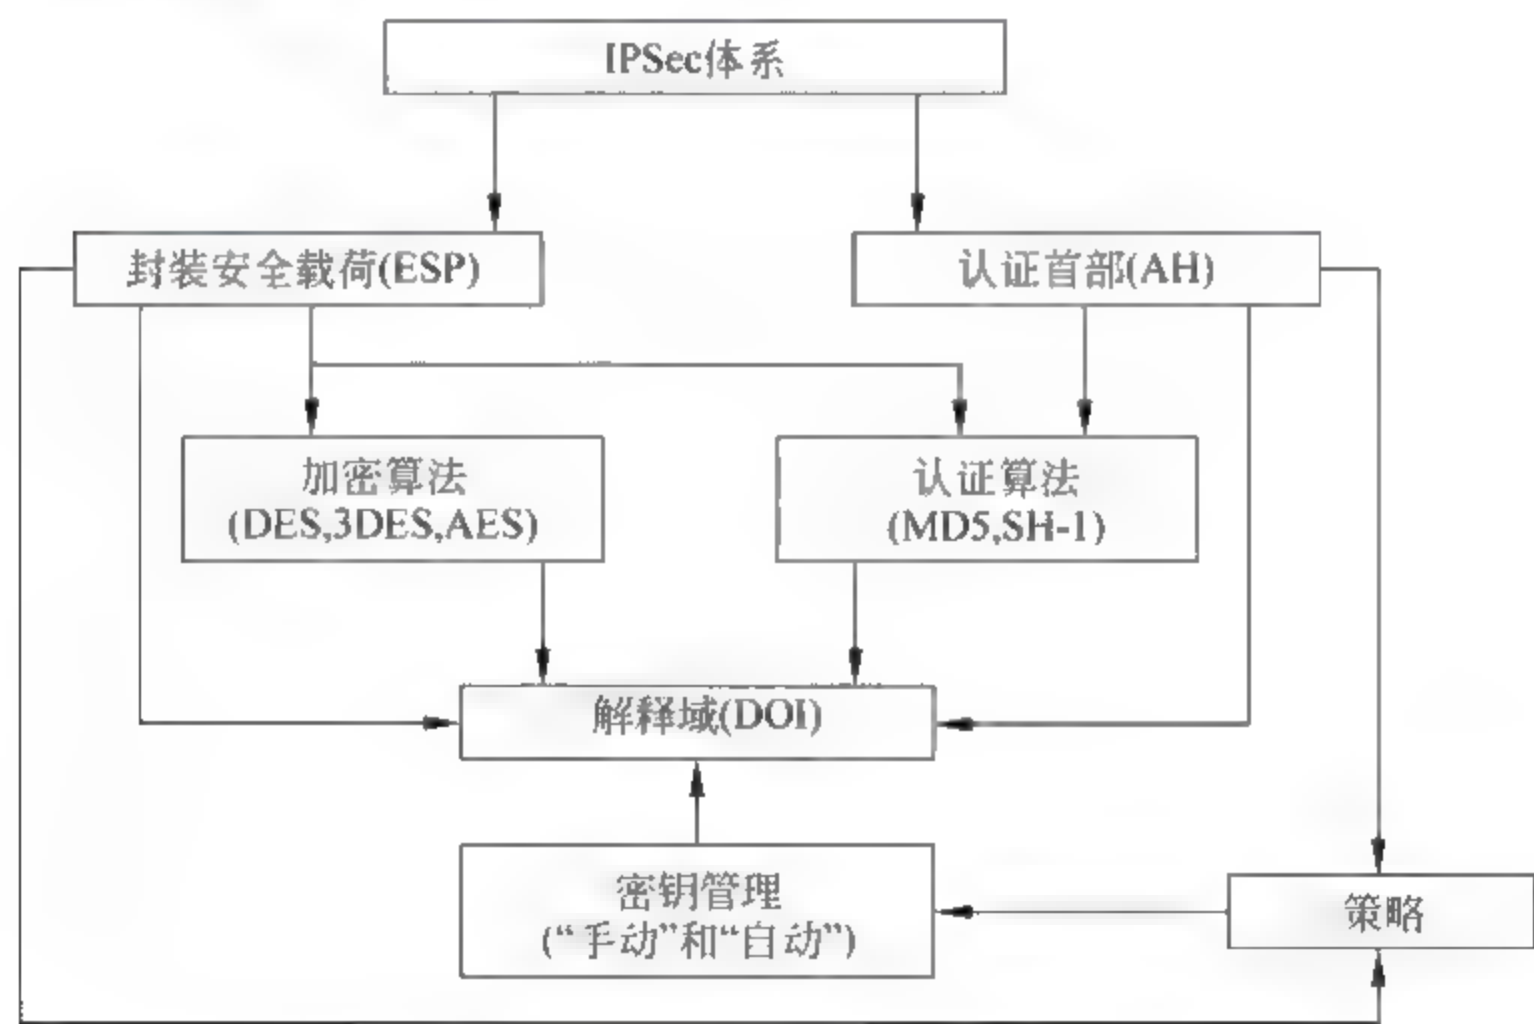 IPSec体系
封装安全载荷(ESP)
认证首部(AH)
加密算法
(DES,3DES,AES)
认证算法
(MD5,SH-1)
解释域(DOI)
密钥管理
(“手动”和“自动”)
策略